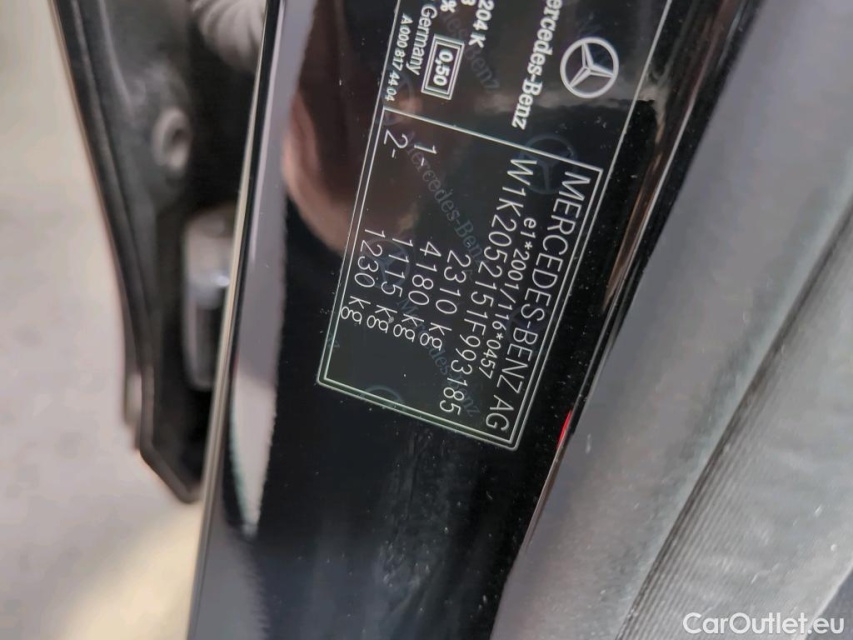 Mercedes-Benz
204 K
0.50
Germany
A 000 817 44 04
MERCEDES-BENZ AG
e1*2001/116*0457
W1K2052151F993185
2310 kg
4180 kg
1- 1115 kg
2- 1230 kg
CarOutlet.eu